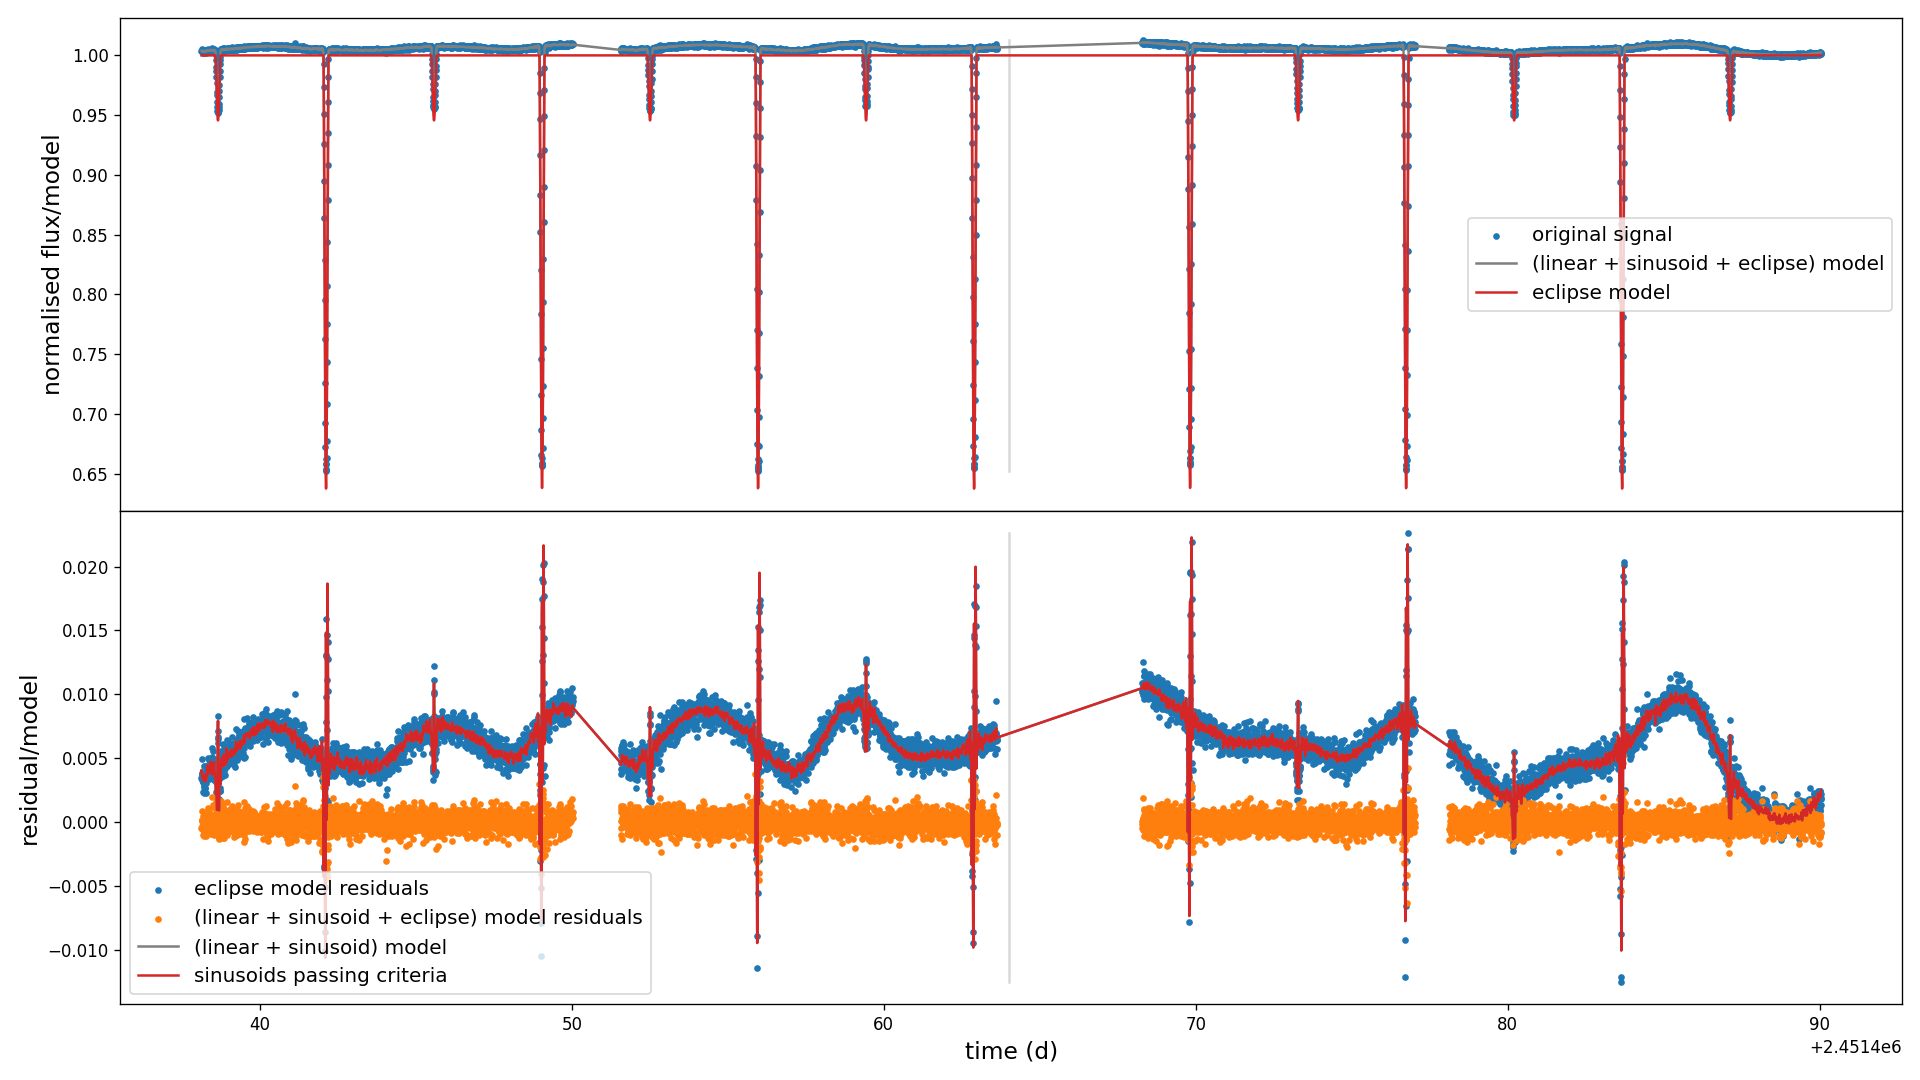 normalised flux/model
1.00
0.95
0.90
0.85
0.80
0.75
0.70
0.65
original signal
(linear + sinusoid + eclipse) model
eclipse model
residual/model
0.020
0.015
0.010
0.005
0.000
−0.005
−0.010
eclipse model residuals
(linear + sinusoid + eclipse) model residuals
(linear + sinusoid) model
sinusoids passing criteria
40
50
60
70
80
90
time (d)
+2.4514e6